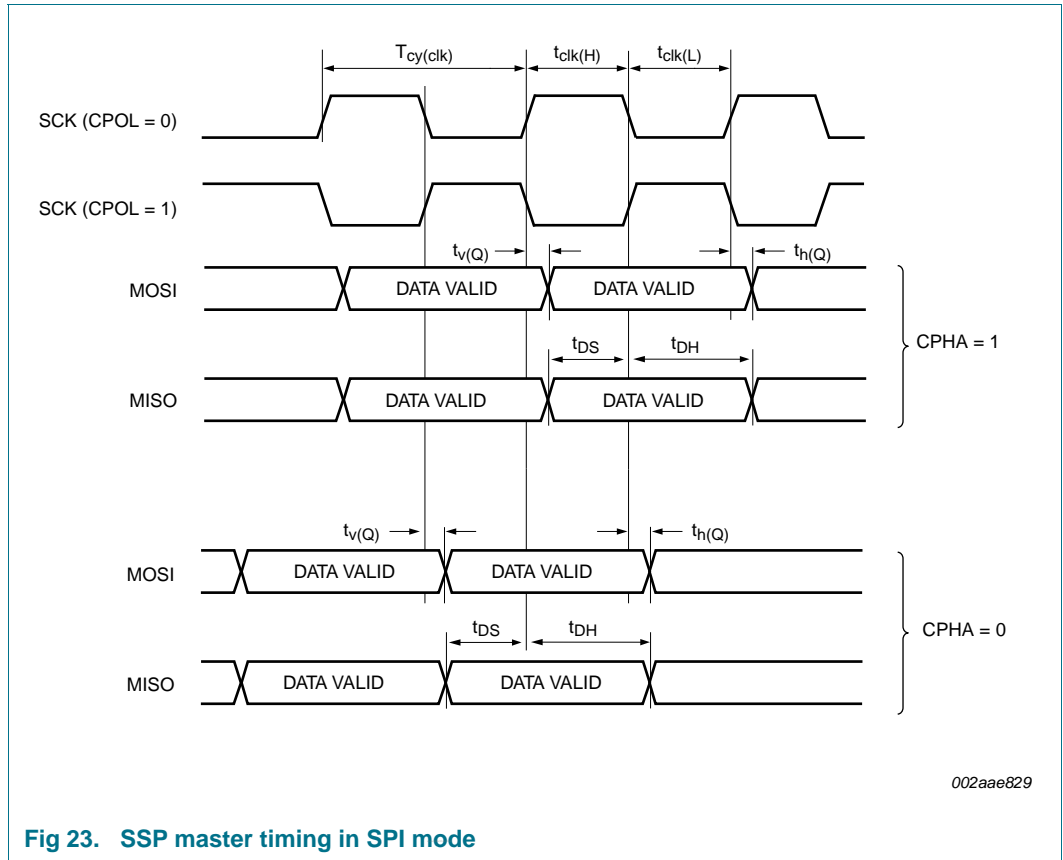 Tcy(clk) tclk(H) tclk(L)
SCK (CPOL = 0)
SCK (CPOL = 1)
tv(Q) th(Q)
MOSI DATA VALID DATA VALID
CPHA = 1
tDS tDH
MISO DATA VALID DATA VALID
tv(Q) th(Q)
MOSI DATA VALID DATA VALID
CPHA = 0
tDS tDH
MISO DATA VALID DATA VALID
002aae829
Fig 23. SSP master timing in SPI mode